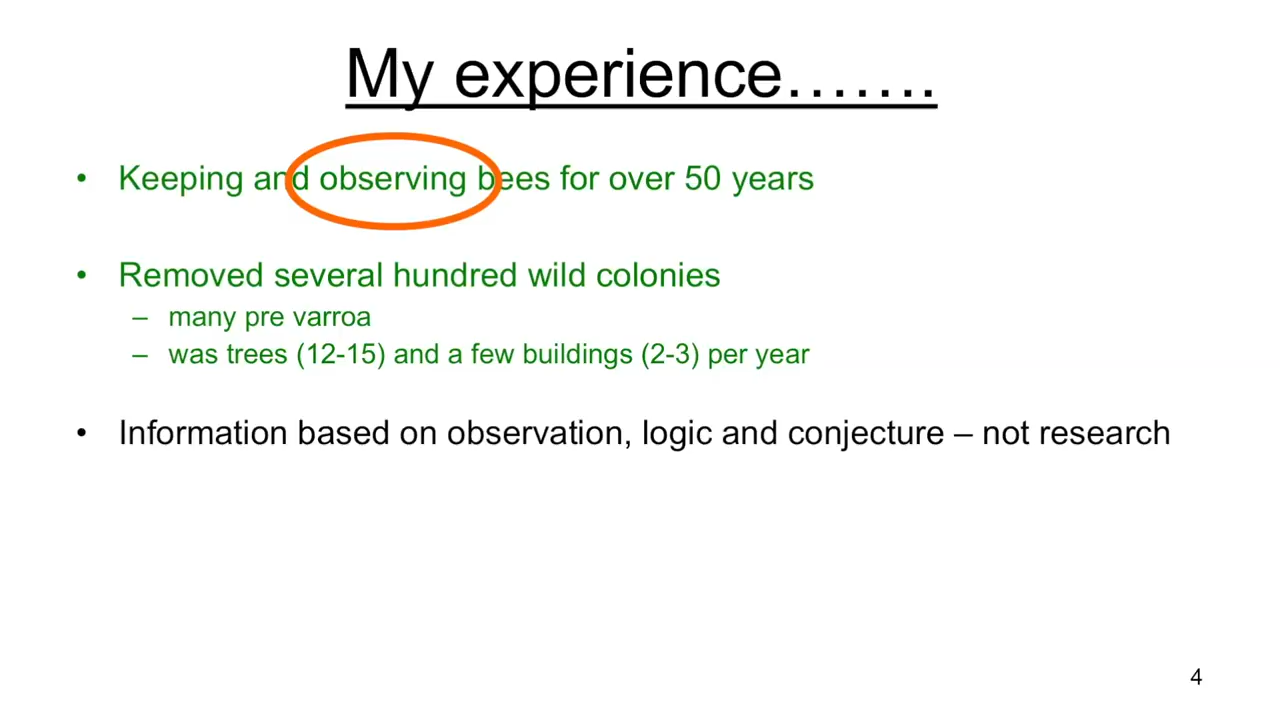 My experience…….
• Keeping and observing bees for over 50 years
• Removed several hundred wild colonies
– many pre varroa
– was trees (12-15) and a few buildings (2-3) per year
• Information based on observation, logic and conjecture – not research
4